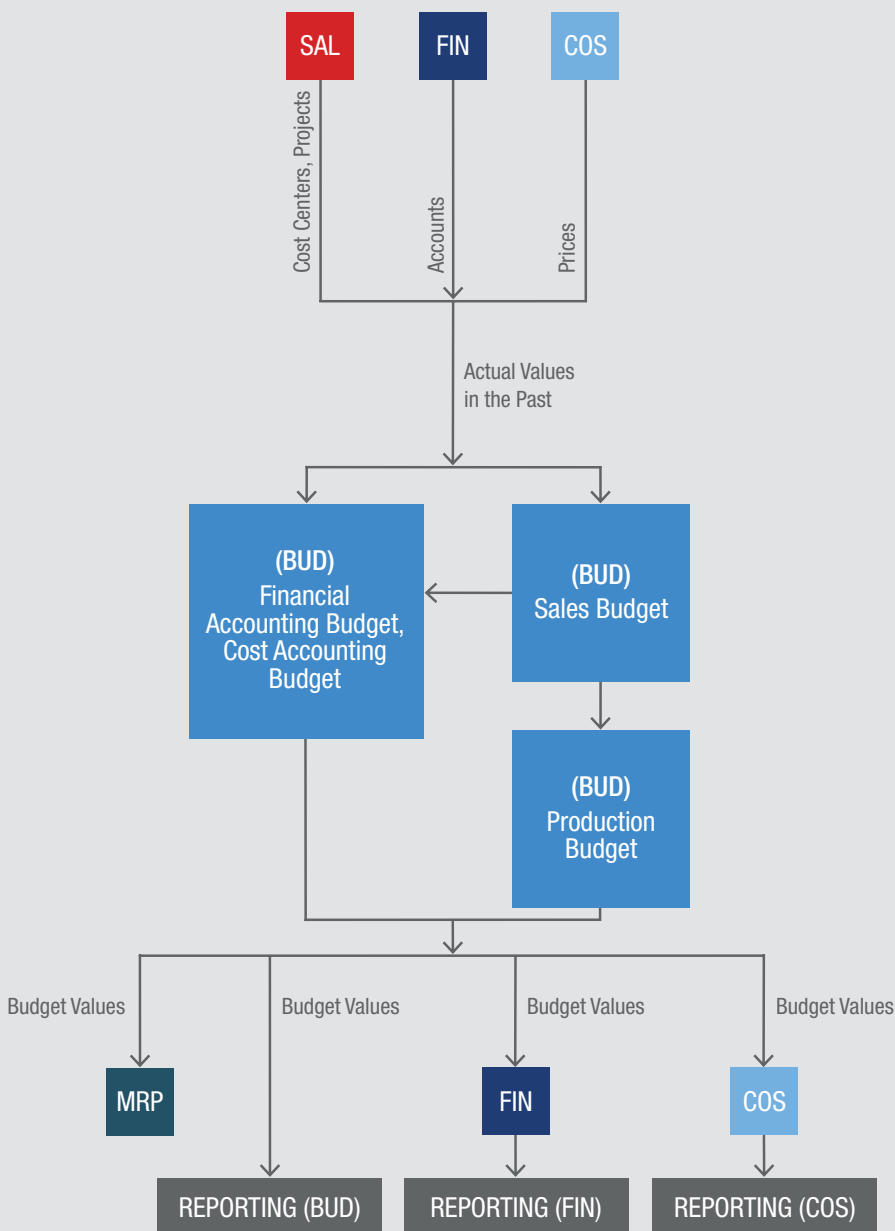 SAL
FIN
COS
Cost Centers, Projects
Accounts
Prices
Actual Values
in the Past
(BUD)
Financial
Accounting Budget,
Cost Accounting
Budget
(BUD)
Sales Budget
(BUD)
Production
Budget
Budget Values
Budget Values
Budget Values
Budget Values
MRP
FIN
COS
REPORTING (BUD)
REPORTING (FIN)
REPORTING (COS)